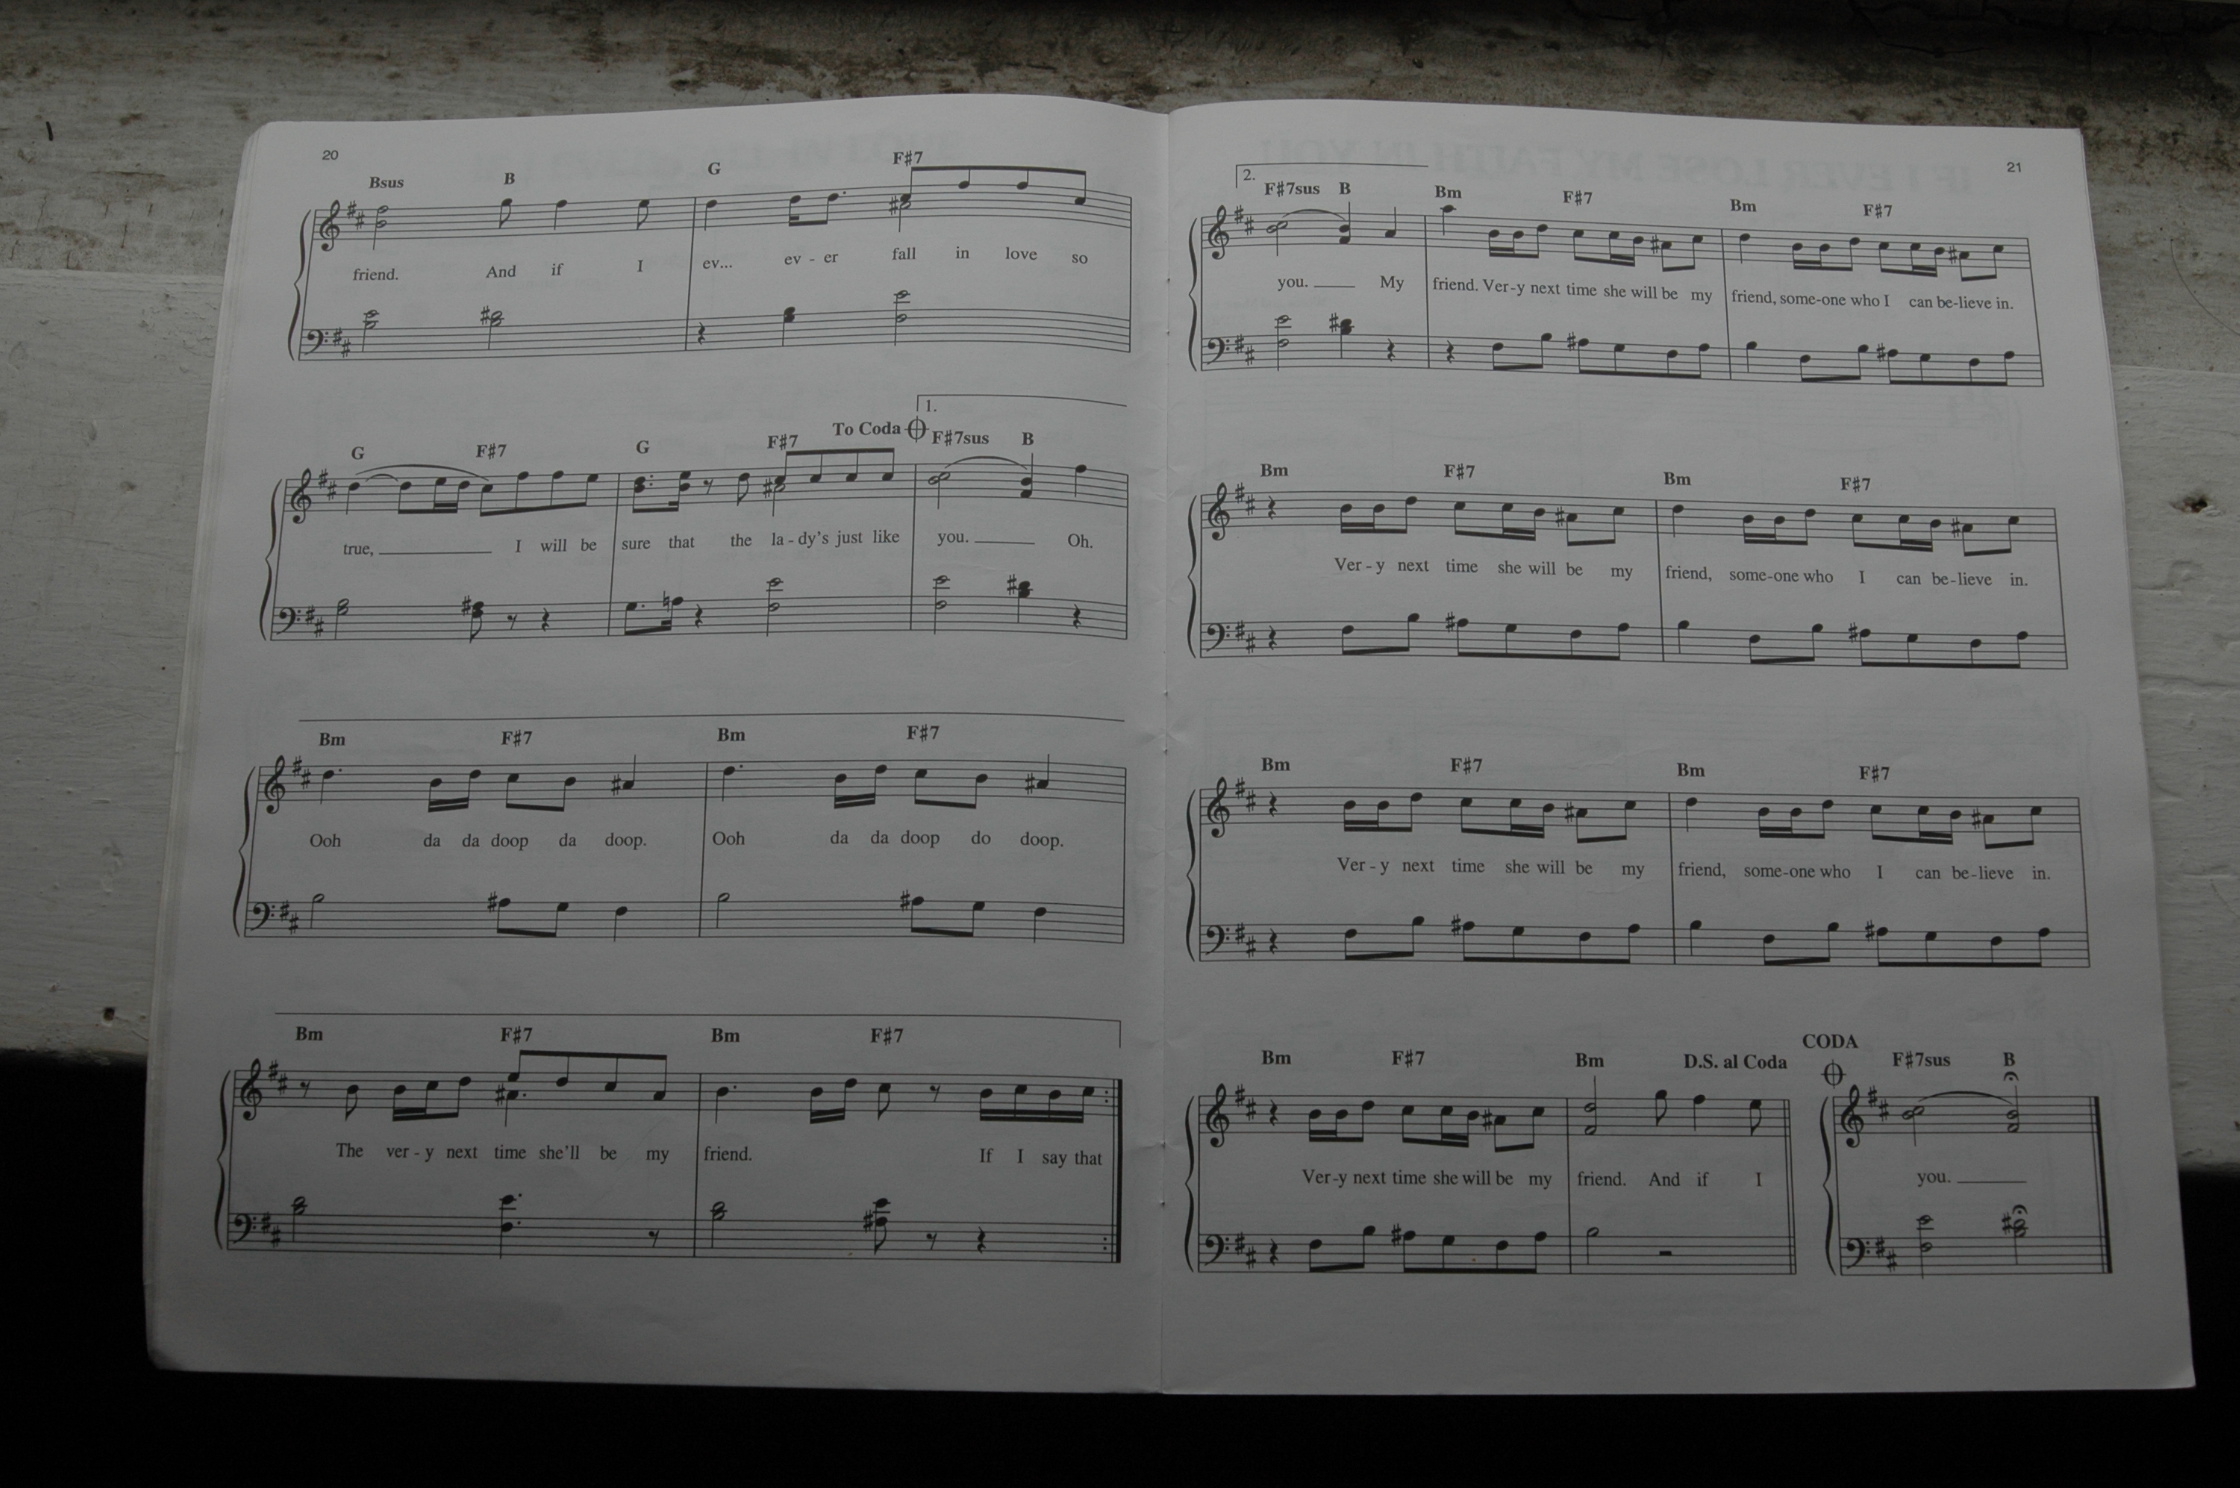 20
Bsus B G F#7
friend. And if I ev... ev - er fall in love so
1.
G F#7 G F#7 To Coda F#7sus B
true, I will be sure that the la - dy's just like you. Oh.
Bm F#7 Bm F#7
Ooh da da doop da doop. Ooh da da doop do doop.
Bm F#7 Bm F#7
The ver - y next time she'll be my friend. If I say that
21
2.
F#7sus B Bm F#7 Bm F#7
you. My friend. Ver - y next time she will be my friend, some - one who I can be - lieve in.
Bm F#7 Bm F#7
Ver - y next time she will be my friend, some - one who I can be - lieve in.
Bm F#7 Bm F#7
Ver - y next time she will be my friend, some - one who I can be - lieve in.
CODA
Bm F#7 Bm D.S. al Coda F#7sus B
Ver - y next time she will be my friend. And if I you.